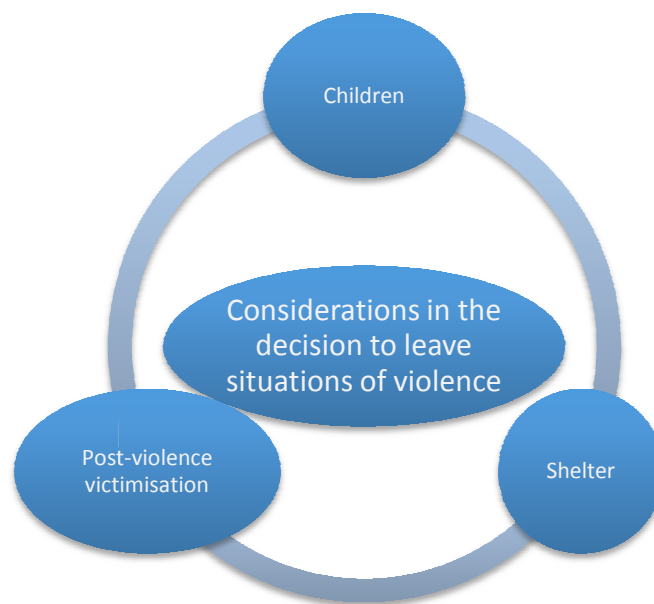 Children
Considerations in the
decision to leave
situations of violence
Post-violence
victimisation
Shelter